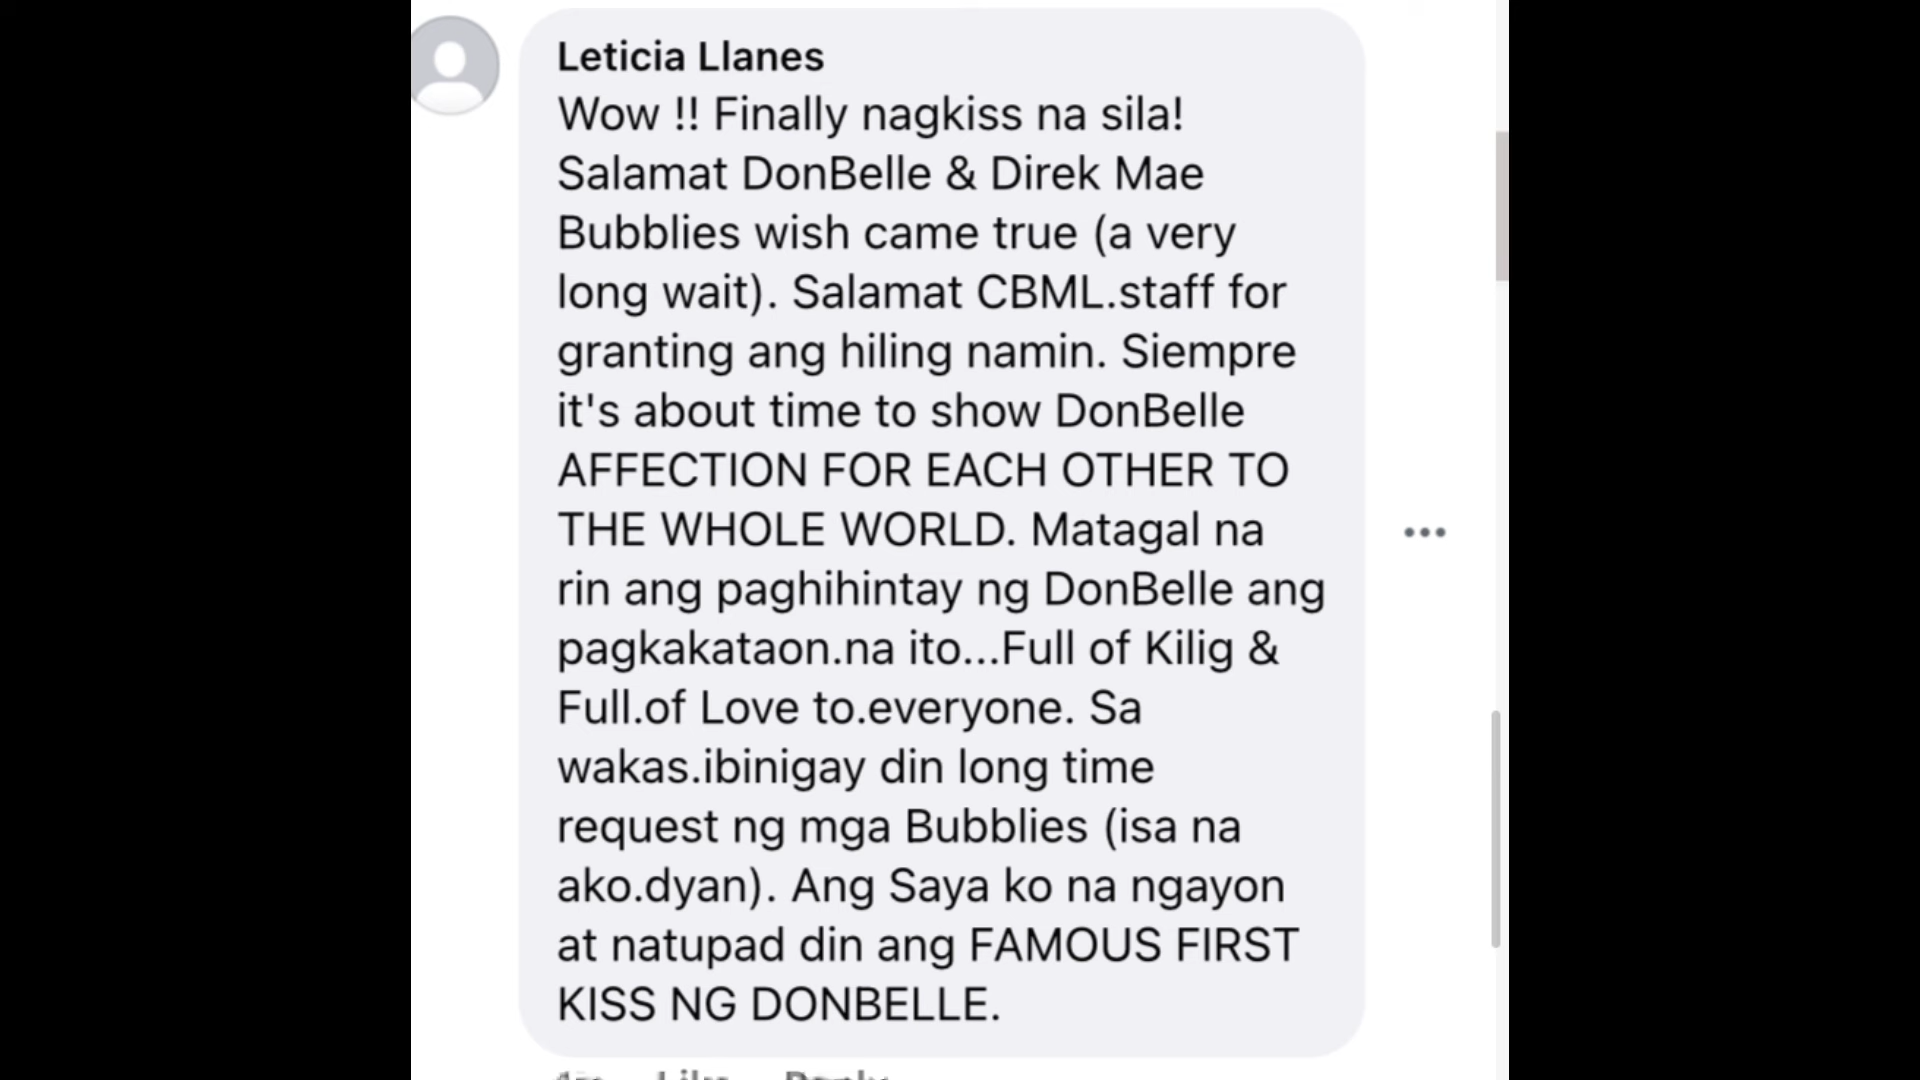 Leticia Llanes
Wow !! Finally nagkiss na sila!
Salamat DonBelle & Direk Mae
Bubblies wish came true (a very
long wait). Salamat CBML.staff for
granting ang hiling namin. Siempre
it's about time to show DonBelle
AFFECTION FOR EACH OTHER TO
THE WHOLE WORLD. Matagal na
rin ang paghihintay ng DonBelle ang
pagkakataon.na ito...Full of Kilig &
Full.of Love to.everyone. Sa
wakas.ibinigay din long time
request ng mga Bubblies (isa na
ako.dyan). Ang Saya ko na ngayon
at natupad din ang FAMOUS FIRST
KISS NG DONBELLE.
Like Reply